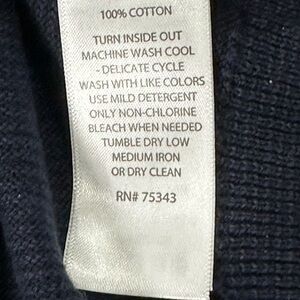 100% COTTON
TURN INSIDE OUT
MACHINE WASH COOL
- DELICATE CYCLE
WASH WITH LIKE COLORS
USE MILD DETERGENT
ONLY NON-CHLORINE
BLEACH WHEN NEEDED
TUMBLE DRY LOW
MEDIUM IRON
OR DRY CLEAN
RN# 75343